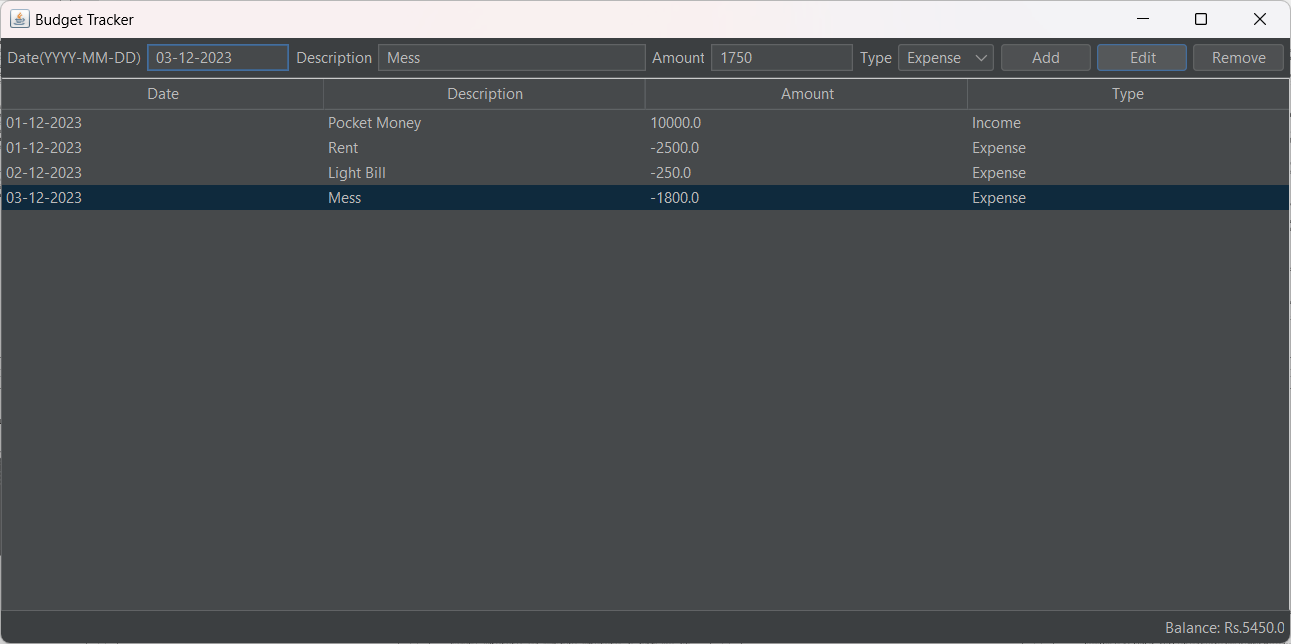 Budget Tracker
Date(YYYY-MM-DD) 03-12-2023 Description Mess Amount 1750 Type Expense Add Edit Remove
Date Description Amount Type
01-12-2023 Pocket Money 10000.0 Income
01-12-2023 Rent -2500.0 Expense
02-12-2023 Light Bill -250.0 Expense
03-12-2023 Mess -1800.0 Expense
Balance: Rs.5450.0